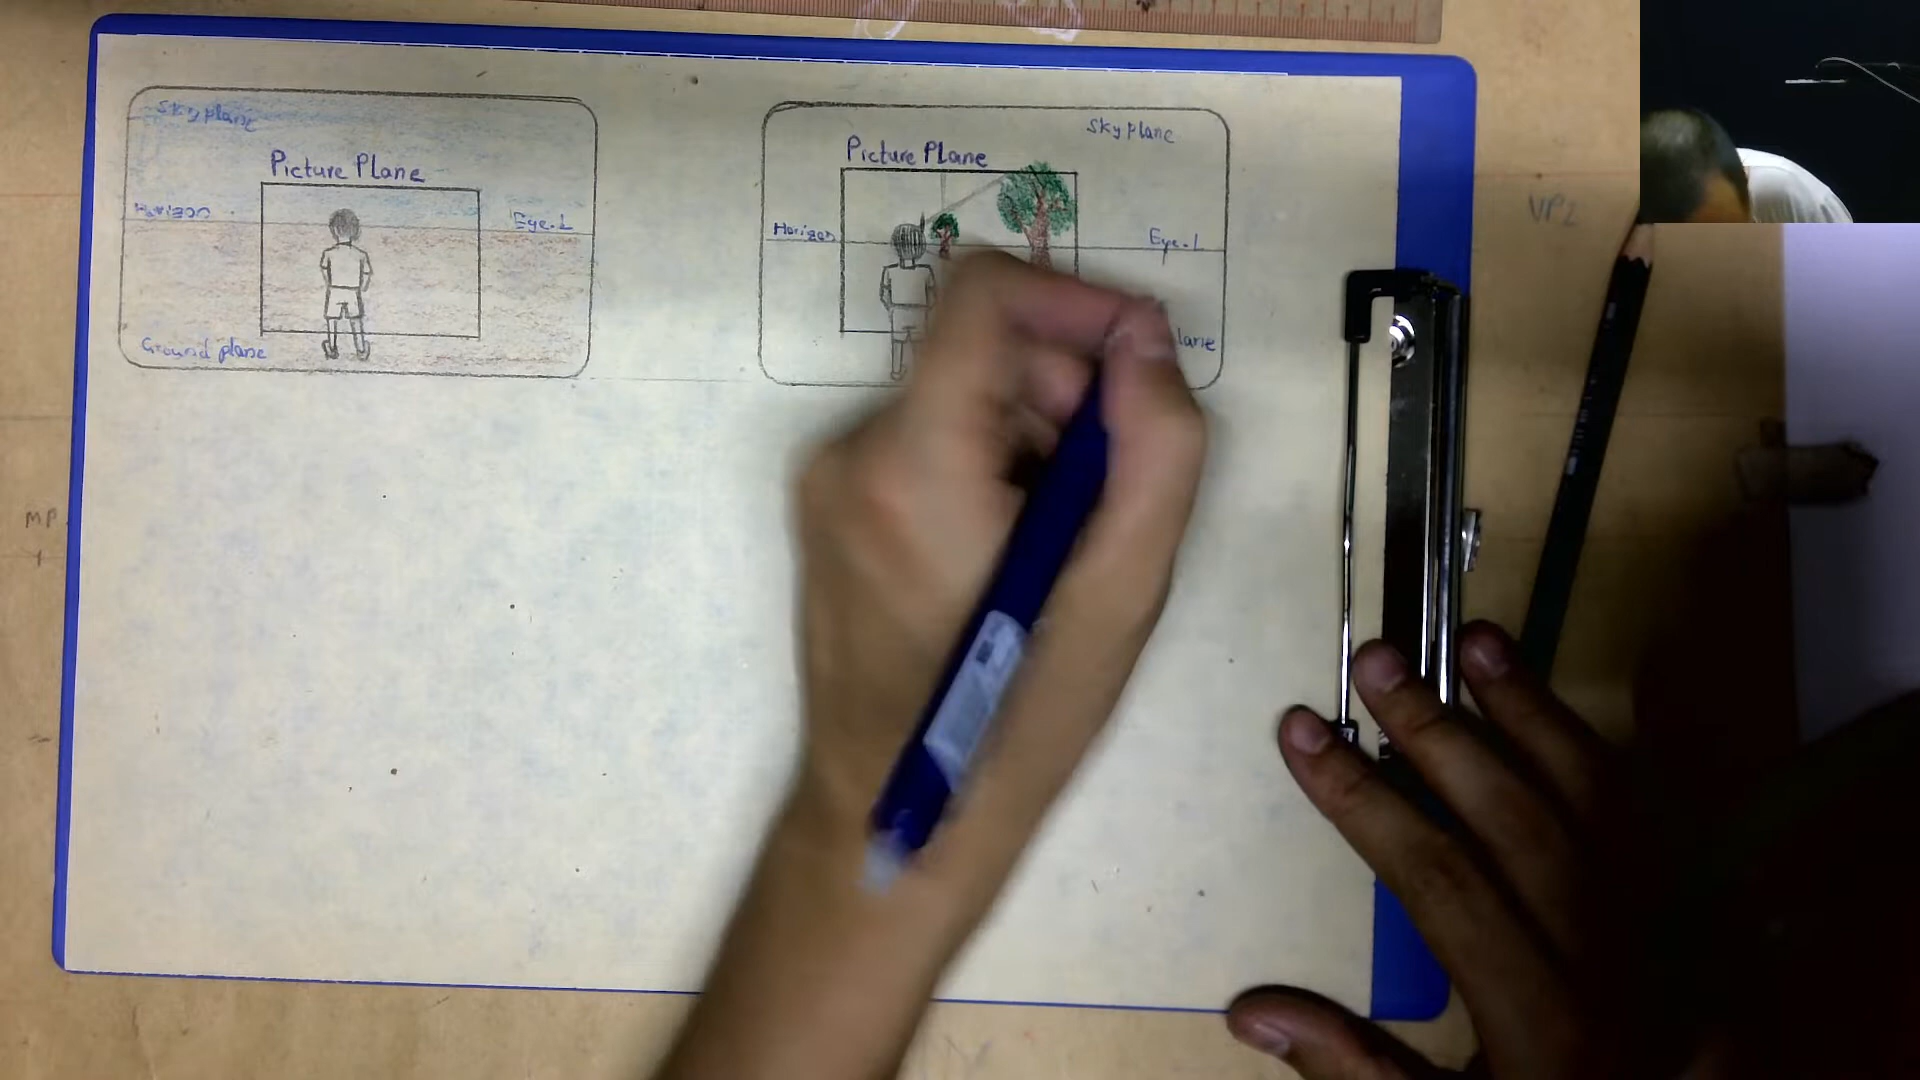 Sky plane
Picture Plane
Horizon
Eye.L
Ground plane
Sky Plane
Picture Plane
Horizon
Eye.L
lane
VP2
MP